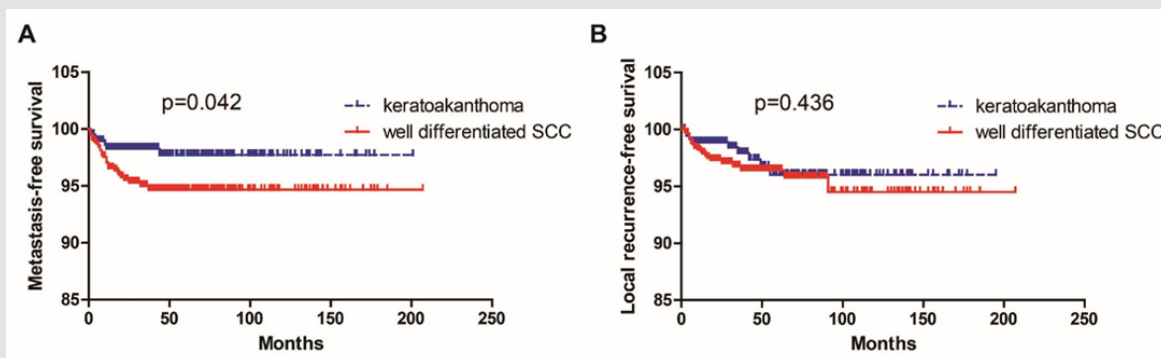 A
105
100
95
90
85
Metastasis-free survival
p=0.042
keratoakanthoma
well differentiated SCC
0 50 100 150 200 250
Months
B
105
100
95
90
85
Local recurrence-free surival
p=0.436
keratoakanthoma
well differentiated SCC
0 50 100 150 200 250
Months